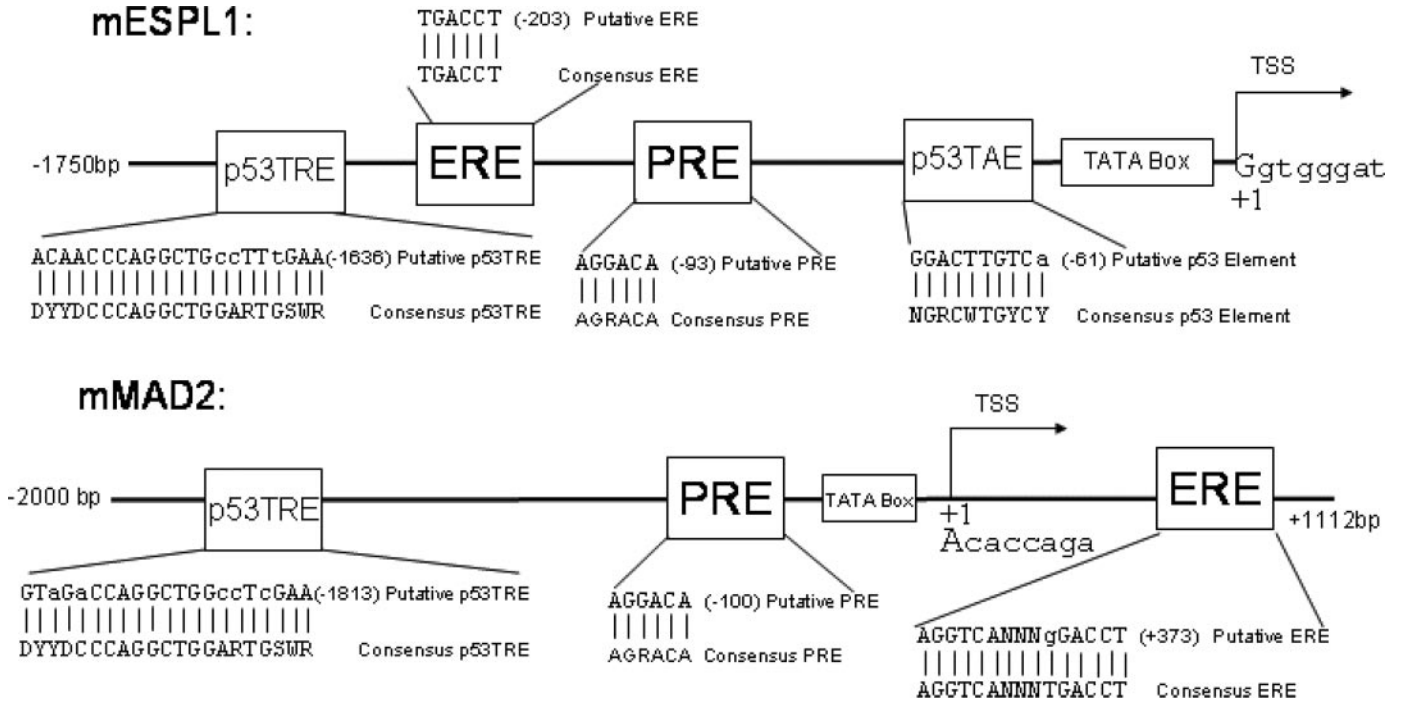 mESPL1:
TGACCT (-203) Putative ERE
TGACCT Consensus ERE
TSS
-1750bp p53TRE ERE PRE p53TAE TATA Box Ggtgggat
+1
ACAACCCAGGCTGccTTtGAA(-1636) Putative p53TRE
DYYDCCCAGGCTGGARTGSWR Consensus p53TRE
AGGACA (-93) Putative PRE
AGRACA Consensus PRE
GGACTTGTCa (-61) Putative p53 Element
NGRCWTGYCY Consensus p53 Element
mMAD2:
TSS
-2000 bp p53TRE PRE TATA Box ERE +1112bp
+1
Acaccaga
GTaGaCCAGGCTGGccTcGAA(-1813) Putative p53TRE
DYYDCCCAGGCTGGARTGSWR Consensus p53TRE
AGGACA (-100) Putative PRE
AGRACA Consensus PRE
AGGTCANNNgGACCT (+373) Putative ERE
AGGTCANNNTGACCT Consensus ERE